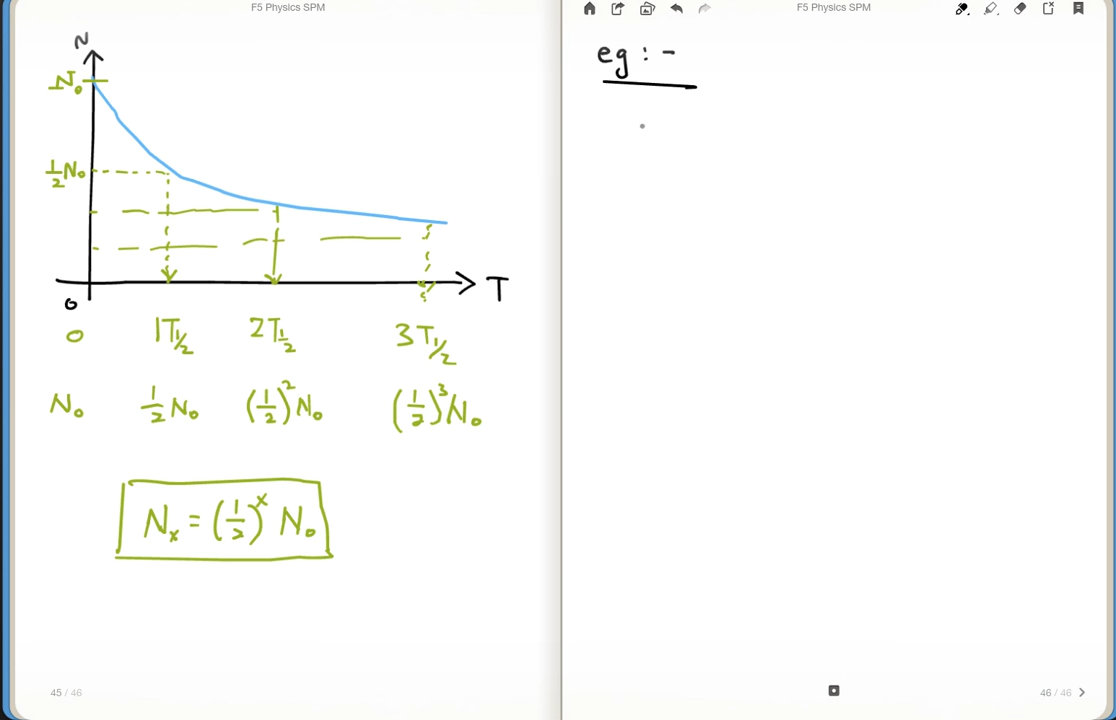 F5 Physics SPM
N
N₀
½N₀
T
0
0 1T½ 2T½ 3T½
N₀ ½N₀ (½)²N₀ (½)³N₀
Nₓ = (½)ˣ N₀
45 / 46
F5 Physics SPM
eg : -
46 / 46